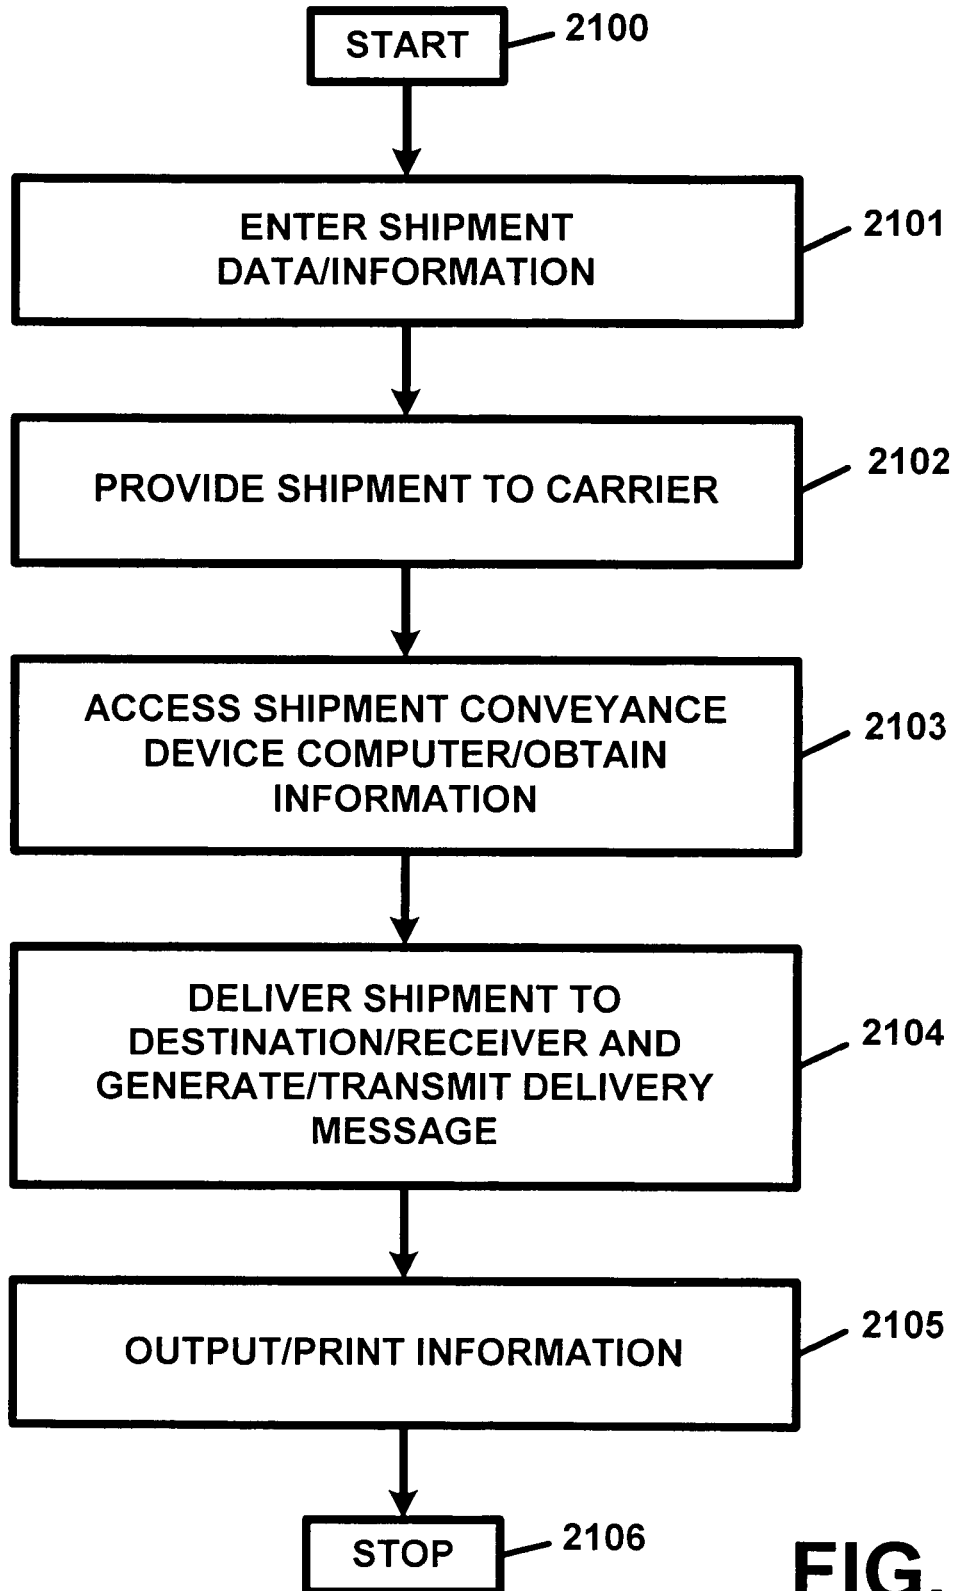 START
2100
ENTER SHIPMENT
DATA/INFORMATION
2101
PROVIDE SHIPMENT TO CARRIER
2102
ACCESS SHIPMENT CONVEYANCE
DEVICE COMPUTER/OBTAIN
INFORMATION
2103
DELIVER SHIPMENT TO
DESTINATION/RECEIVER AND
GENERATE/TRANSMIT DELIVERY
MESSAGE
2104
OUTPUT/PRINT INFORMATION
2105
STOP
2106
FIG.